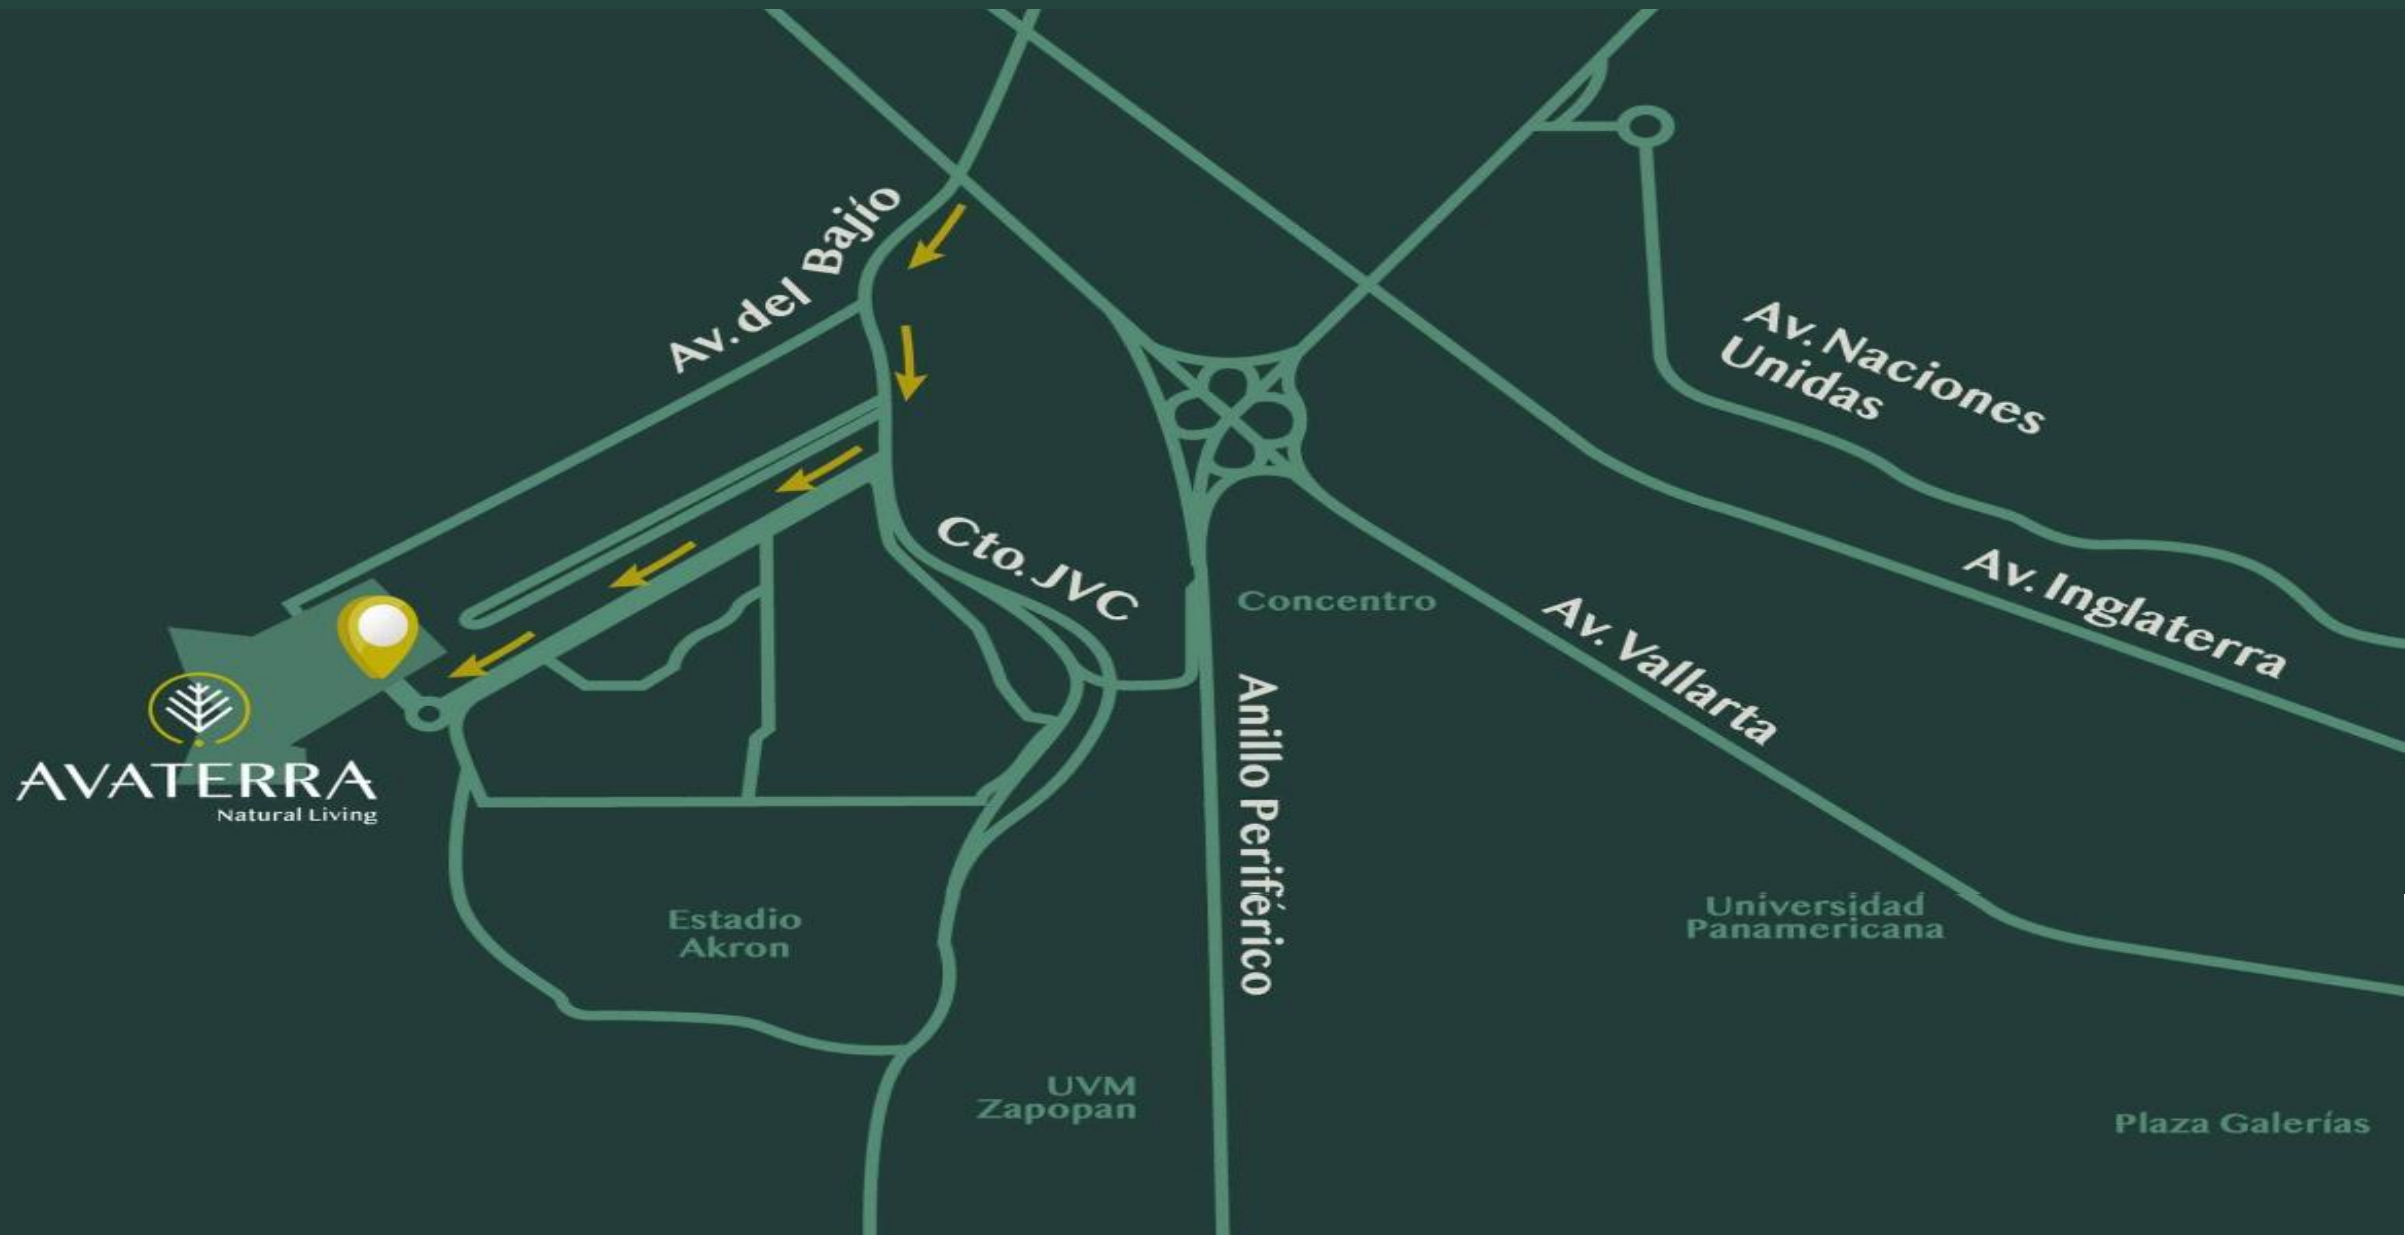 Av. del Bajío
Av. Naciones
Unidas
Cto. JVC
Concentro
Av. Inglaterra
Av. Vallarta
Anillo Periférico
AVATERRA
Natural Living
Estadio
Akron
Universidad
Panamericana
UVM
Zapopan
Plaza Galerías